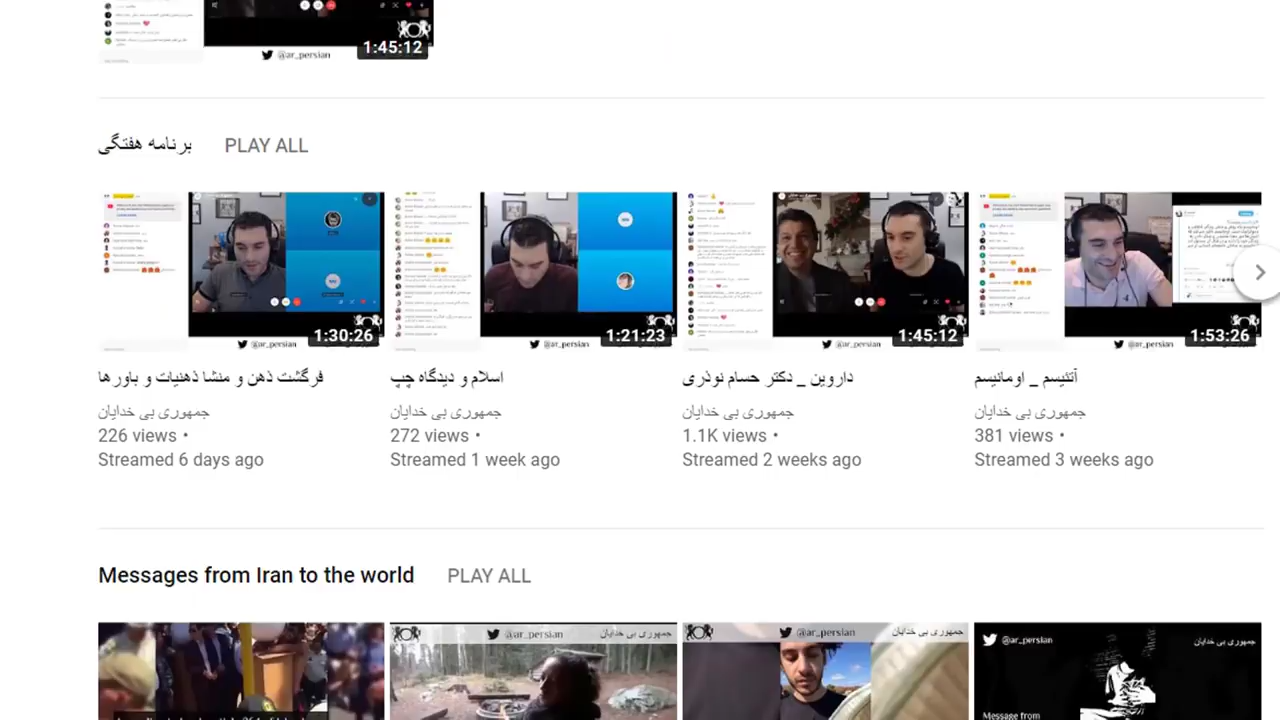 1:45:12
@ar_persian
برنامه هفتگی PLAY ALL
1:30:26 1:21:23 1:45:12 1:53:26
@ar_persian @ar_persian @ar_persian @ar_persian
فرگشت ذهن و منشا ذهنیات و باورها
جمهوری بی خدایان
226 views •
Streamed 6 days ago
اسلام و دیدگاه چپ
جمهوری بی خدایان
272 views •
Streamed 1 week ago
داروین _ دکتر حسام نوذری
جمهوری بی خدایان
1.1K views •
Streamed 2 weeks ago
آتئیسم _ اومانیسم
جمهوری بی خدایان
381 views •
Streamed 3 weeks ago
Messages from Iran to the world PLAY ALL
@ar_persian جمهوری بی خدایان
@ar_persian جمهوری بی خدایان
@ar_persian جمهوری بی خدایان
Message from